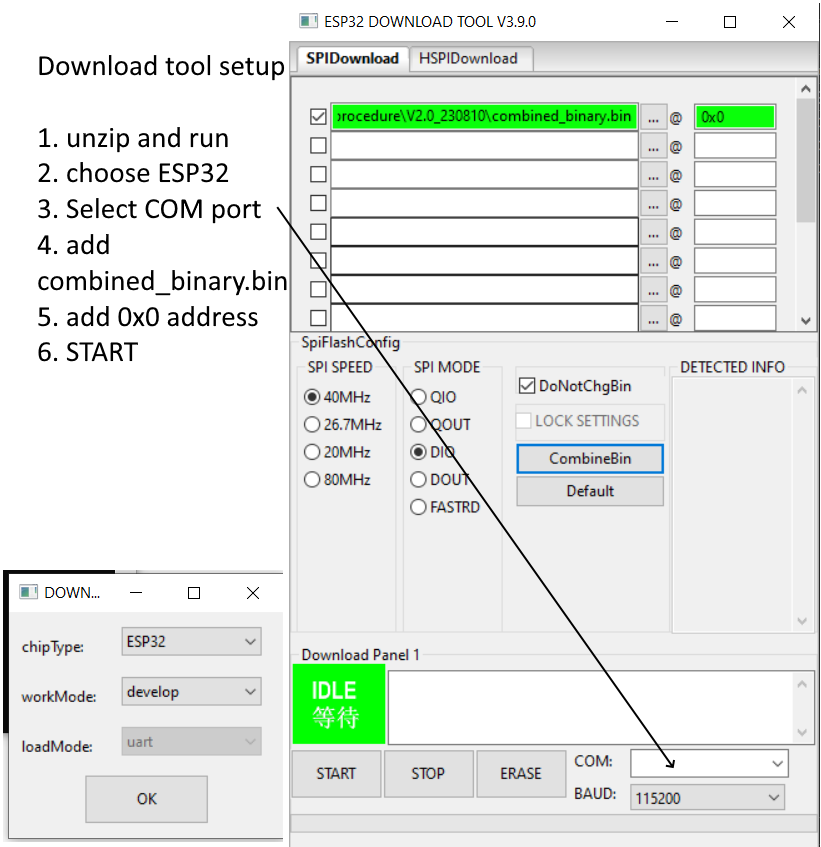 Download tool setup
1. unzip and run
2. choose ESP32
3. Select COM port
4. add
combined_binary.bin
5. add 0x0 address
6. START
ESP32 DOWNLOAD TOOL V3.9.0
SPIDownload HSPIDownload
procedure\V2.0_230810\combined_binary.bin ... @ 0x0
... @
... @
... @
... @
... @
... @
... @
SpiFlashConfig
SPI SPEED
40MHz
26.7MHz
20MHz
80MHz
SPI MODE
QIO
QOUT
DIO
DOUT
FASTRD
DoNotChgBin
LOCK SETTINGS
CombineBin
Default
DETECTED INFO
Download Panel 1
IDLE
等待
START STOP ERASE
COM:
BAUD: 115200
DOWN...
chipType: ESP32
workMode: develop
loadMode: uart
OK